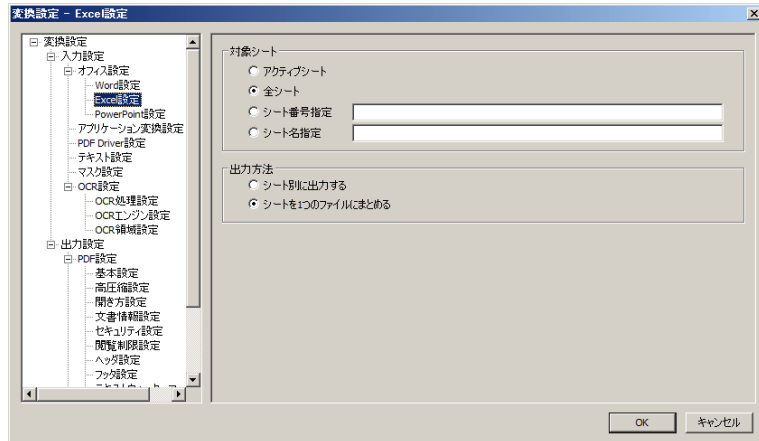 変換設定 - Excel設定
変換設定
入力設定
オフィス設定
Word設定
Excel設定
PowerPoint設定
アプリケーション変換設定
PDF Driver設定
テキスト設定
マスク設定
OCR設定
OCR処理設定
OCRエンジン設定
OCR領域設定
出力設定
PDF設定
基本設定
高圧縮設定
開き方設定
文書情報設定
セキュリティ設定
閲覧制限設定
ヘッダ設定
フッタ設定
対象シート
アクティブシート
全シート
シート番号指定
シート名指定
出力方法
シート別に出力する
シートを1つのファイルにまとめる
OK
キャンセル